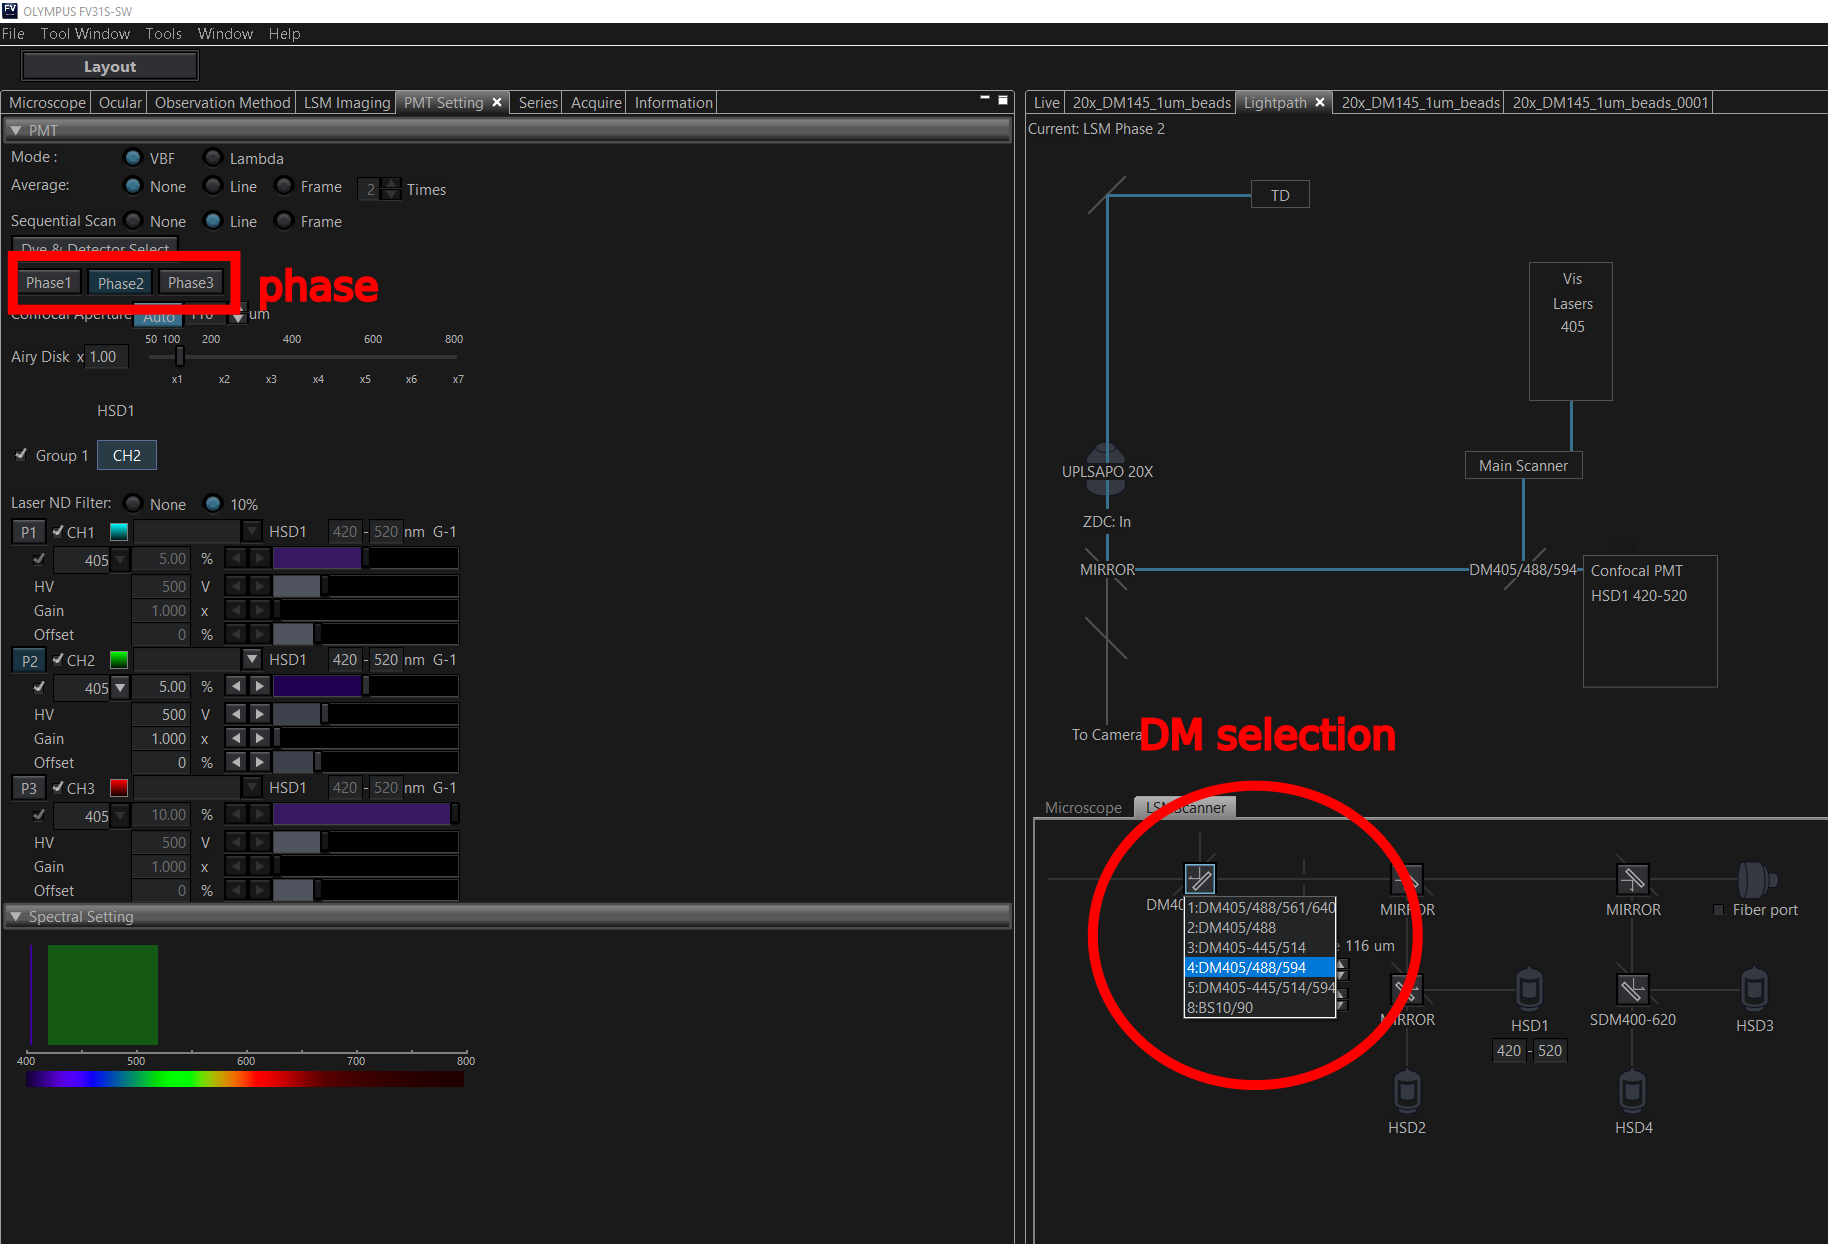 OLYMPUS FV31S-SW
File Tool Window Tools Window Help
Layout
Microscope Ocular Observation Method LSM Imaging PMT Setting Series Acquire Information
PMT
Mode : VBF Lambda
Average: None Line Frame 2 Times
Sequential Scan None Line Frame
Dye & Detector Select
Phase1 Phase2 Phase3 phase
Confocal Aperture Auto 110 um
50 100 200 400 600 800
Airy Disk x 1.00
x1 x2 x3 x4 x5 x6 x7
HSD1
Group 1 CH2
Laser ND Filter: None 10%
P1 CH1 HSD1 420 - 520 nm G-1
405 5.00 %
HV 500 V
Gain 1.000 x
Offset 0 %
P2 CH2 HSD1 420 - 520 nm G-1
405 5.00 %
HV 500 V
Gain 1.000 x
Offset 0 %
P3 CH3 HSD1 420 - 520 nm G-1
405 10.00 %
HV 500 V
Gain 1.000 x
Offset 0 %
Spectral Setting
400 500 600 700 800
Live 20x_DM145_1um_beads Lightpath 20x_DM145_1um_beads 20x_DM145_1um_beads_0001
Current: LSM Phase 2
TD
Vis
Lasers
405
Main Scanner
UPLSAPO 20X
ZDC: In
MIRROR DM405/488/594 Confocal PMT
HSD1 420-520
To Camera DM selection
Microscope LSM Scanner
DM40
1:DM405/488/561/640
2:DM405/488
3:DM405-445/514
4:DM405/488/594
5:DM405-445/514/594
8:BS10/90
MIRROR MIRROR Fiber port
116 um
MIRROR HSD1 SDM400-620 HSD3
420 - 520
HSD2 HSD4